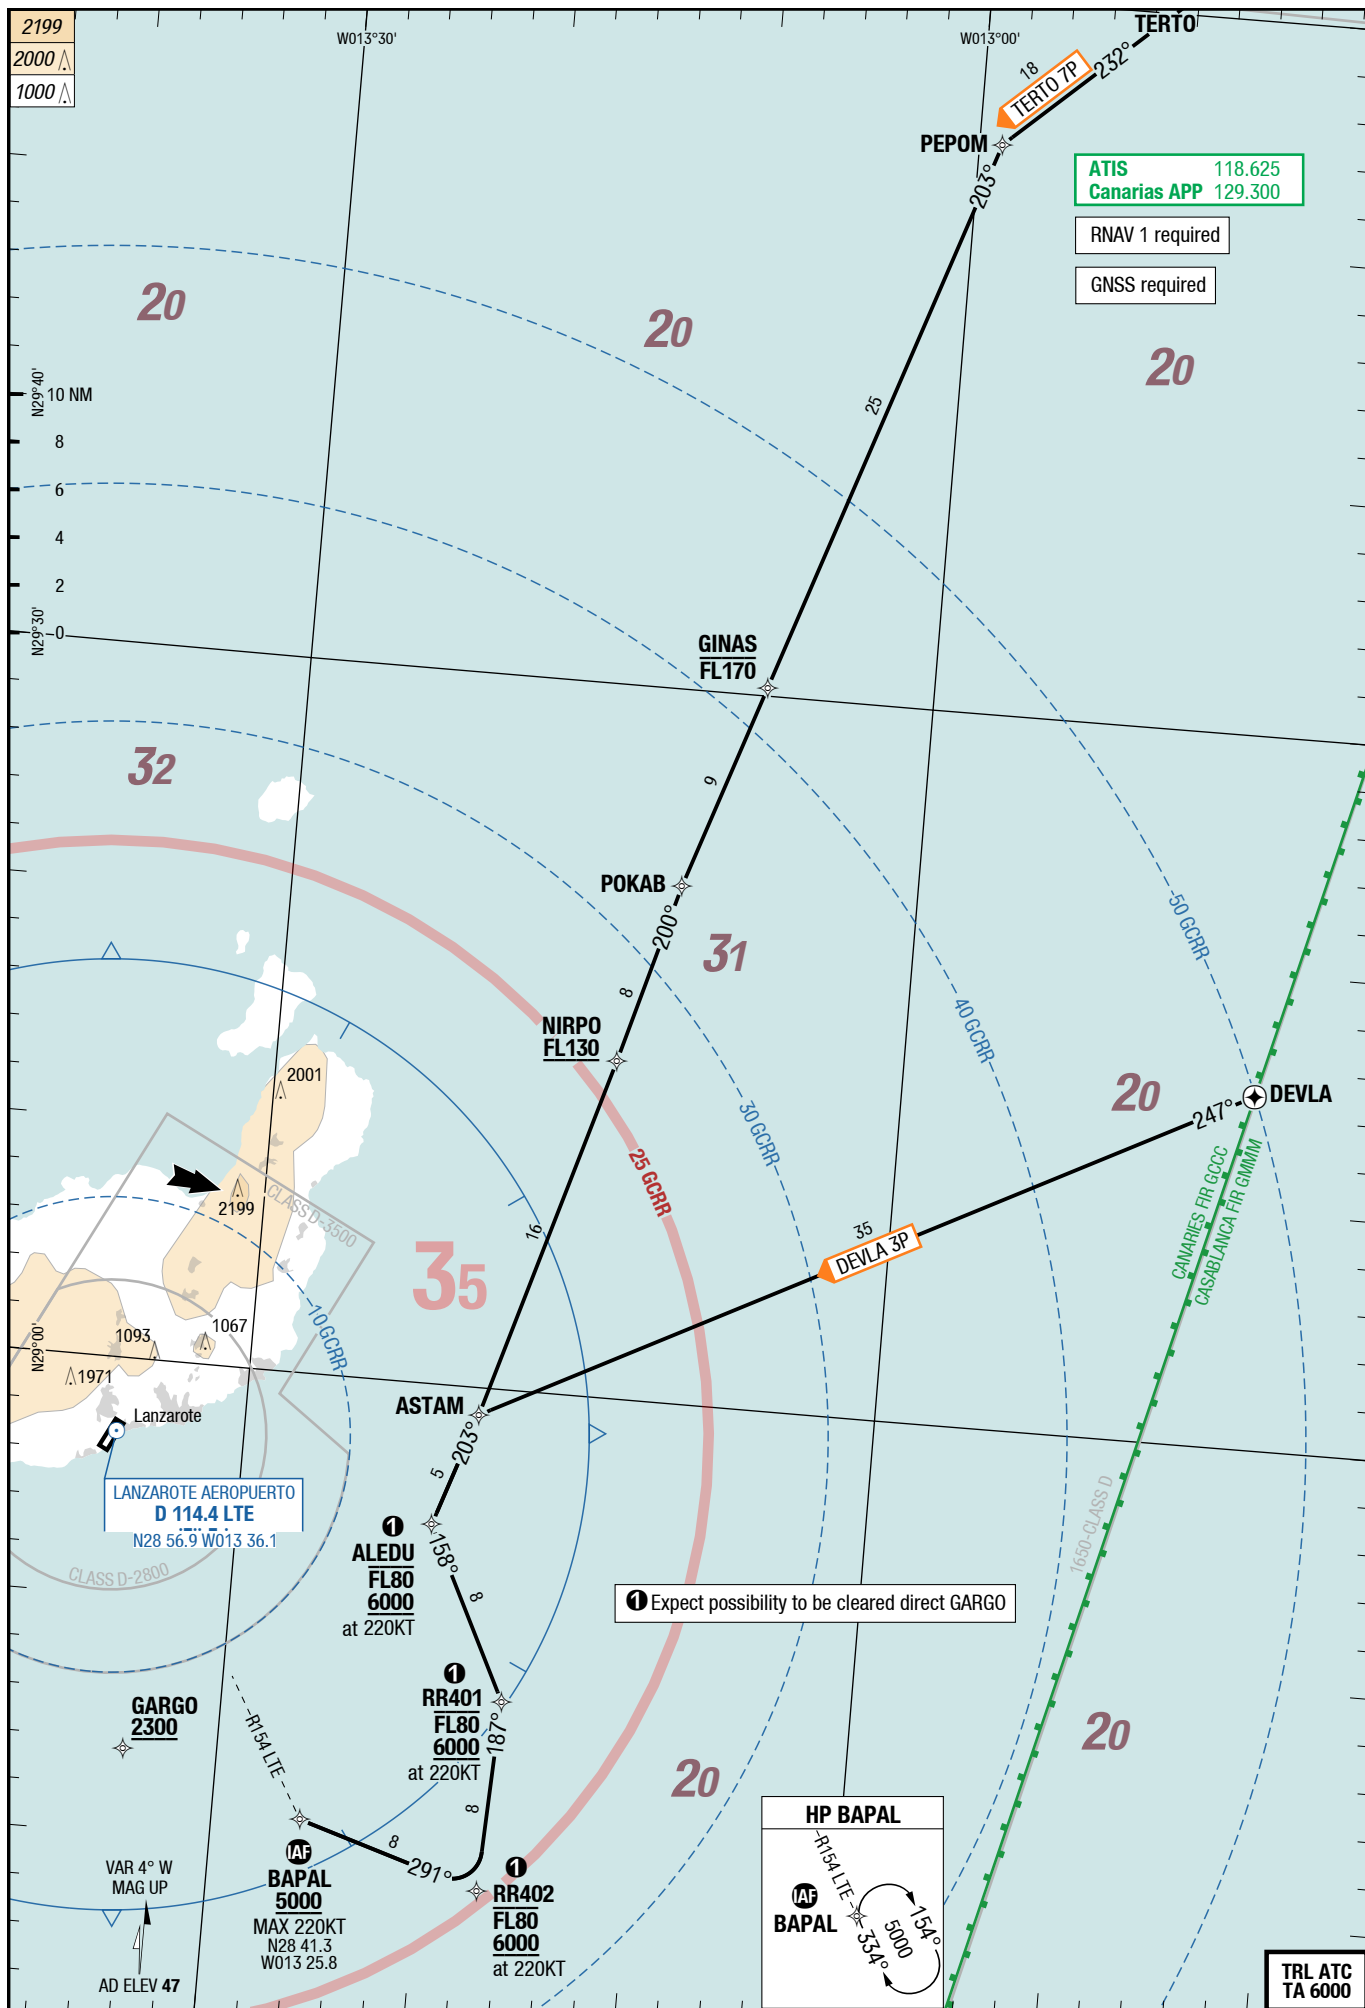 2199
2000
1000
W013°30'
W013°00'
TERTO
232°
18
TERTO 7P
PEPOM
203°
ATIS 118.625
Canarias APP 129.300
RNAV 1 required
GNSS required
20
20
20
N29°40'
10 NM
8
6
4
2
0
N29°30'
25
GINAS
FL170
32
9
POKAB
200°
31
8
NIRPO
FL130
50 GCRR
40 GCRR
30 GCRR
25 GCRR
10 GCRR
20
DEVLA
247°
CANARIES FIR GCCC
CASABLANCA FIR GMMM
2001
2199
CLASS D-3500
16
35
35
DEVLA 3P
N29°00'
1093
1067
1971
Lanzarote
ASTAM
203°
5
LANZAROTE AEROPUERTO
D 114.4 LTE
N28 56.9 W013 36.1
CLASS D-2800
1650-CLASS D
1
ALEDU
FL80
6000
at 220KT
158°
8
1 Expect possibility to be cleared direct GARGO
GARGO
2300
R154 LTE
1
RR401
FL80
6000
at 220KT
187°
8
20
20
8
291°
IAF
BAPAL
5000
MAX 220KT
N28 41.3
W013 25.8
1
RR402
FL80
6000
at 220KT
VAR 4° W
MAG UP
AD ELEV 47
HP BAPAL
R154 LTE
IAF
BAPAL
154°
5000
334°
TRL ATC
TA 6000